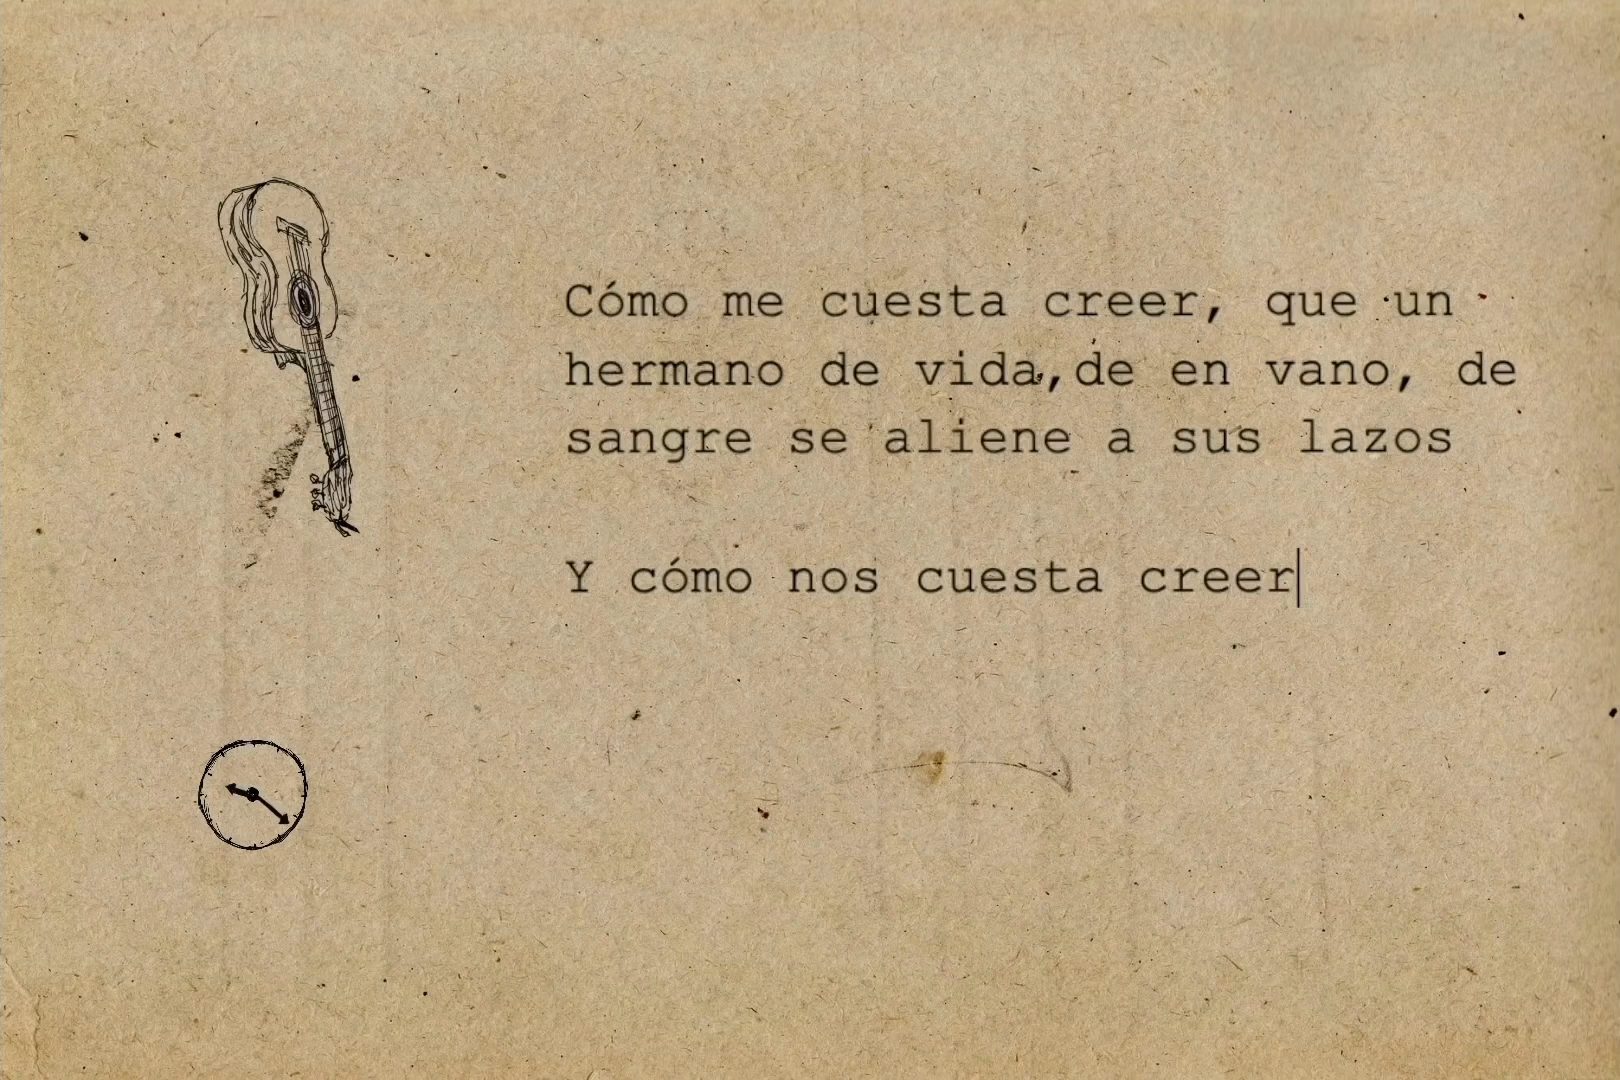 Cómo me cuesta creer, que un
hermano de vida,de en vano, de
sangre se aliene a sus lazos
Y cómo nos cuesta creer